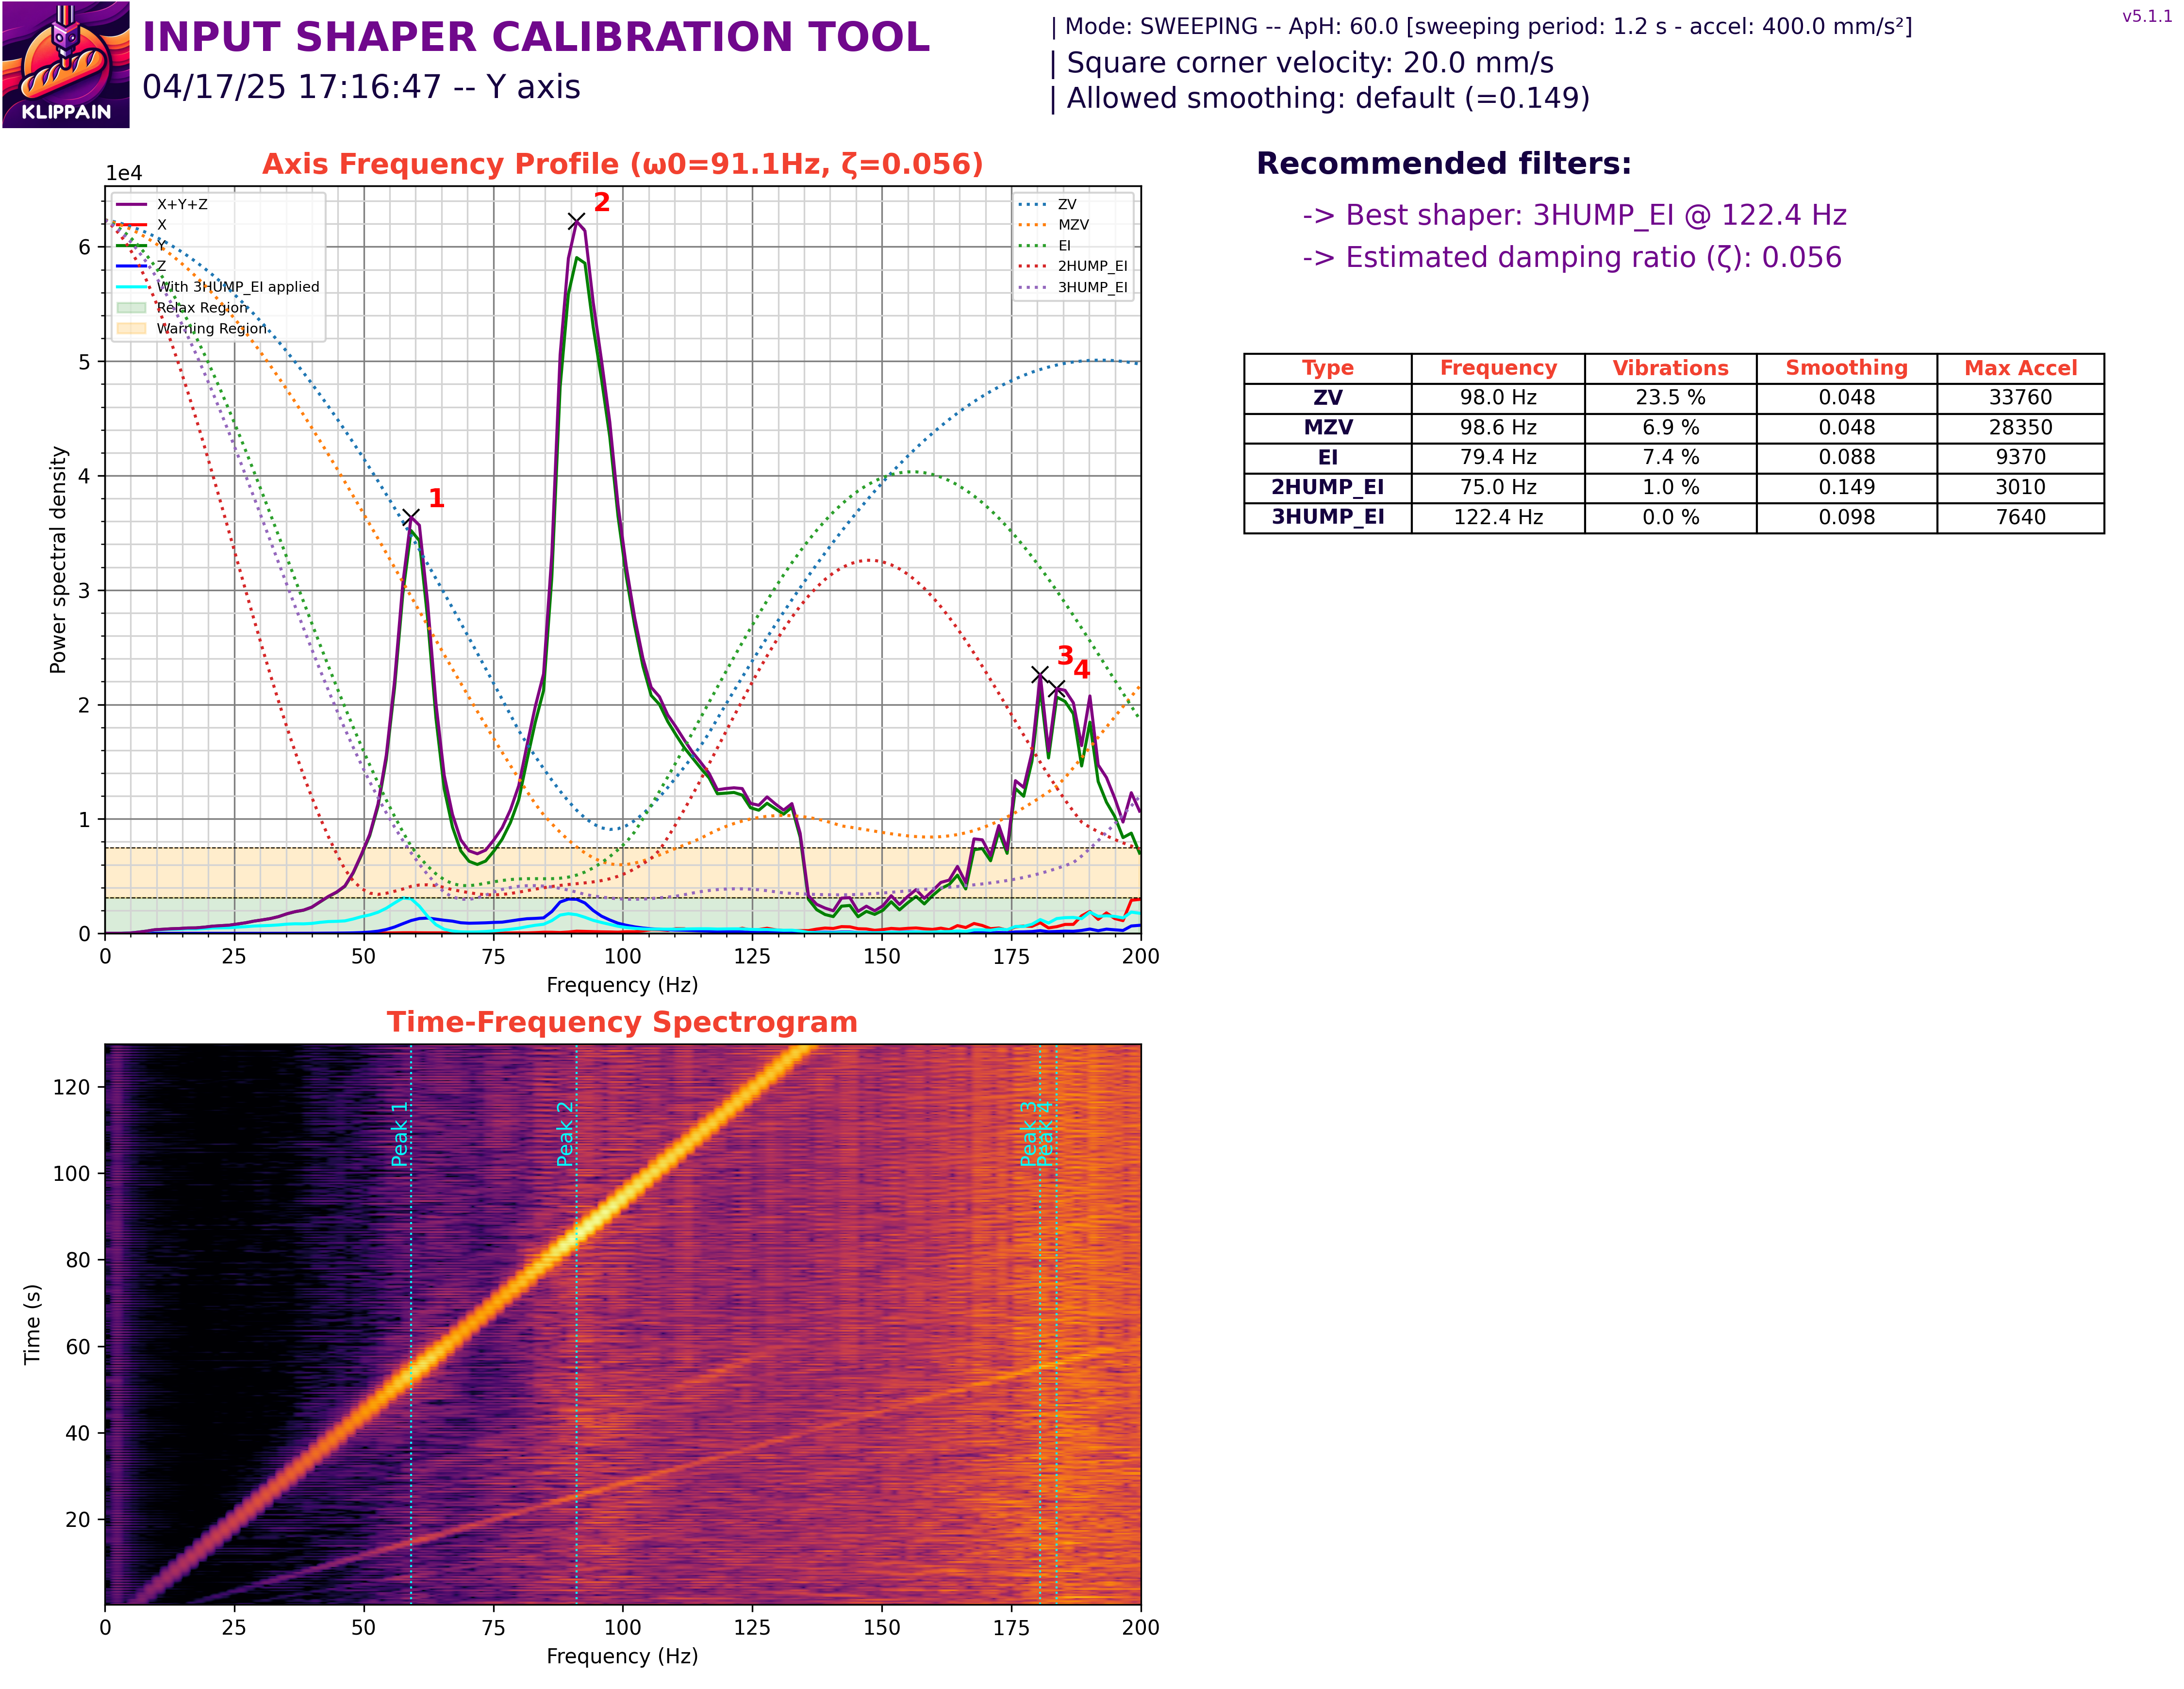 KLIPPAIN
INPUT SHAPER CALIBRATION TOOL
04/17/25 17:16:47 -- Y axis
| Mode: SWEEPING -- ApH: 60.0 [sweeping period: 1.2 s - accel: 400.0 mm/s²]
| Square corner velocity: 20.0 mm/s
| Allowed smoothing: default (=0.149)
v5.1.1
Axis Frequency Profile (ω0=91.1Hz, ζ=0.056)
1e4
X+Y+Z
X
Y
Z
With 3HUMP_EI applied
Relax Region
Warning Region
ZV
MZV
EI
2HUMP_EI
3HUMP_EI
1
2
3
4
Power spectral density
6
5
4
3
2
1
0
0 25 50 75 100 125 150 175 200
Frequency (Hz)
Recommended filters:
-> Best shaper: 3HUMP_EI @ 122.4 Hz
-> Estimated damping ratio (ζ): 0.056
Type Frequency Vibrations Smoothing Max Accel
ZV 98.0 Hz 23.5 % 0.048 33760
MZV 98.6 Hz 6.9 % 0.048 28350
EI 79.4 Hz 7.4 % 0.088 9370
2HUMP_EI 75.0 Hz 1.0 % 0.149 3010
3HUMP_EI 122.4 Hz 0.0 % 0.098 7640
Time-Frequency Spectrogram
Time (s)
120
100
80
60
40
20
Peak 1
Peak 2
Peak 3
Peak 4
0 25 50 75 100 125 150 175 200
Frequency (Hz)